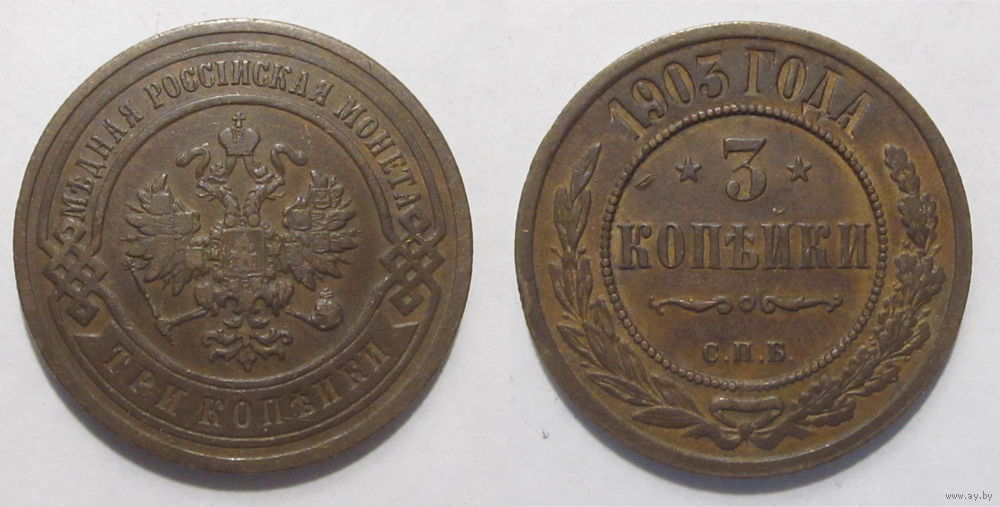 МѢДНАЯ РОССІЙСКАЯ МОНЕТА
ТРИ КОПѢЙКИ
1903 ГОДА
3
КОПѢЙКИ
С.П.Б.
www.ay.by